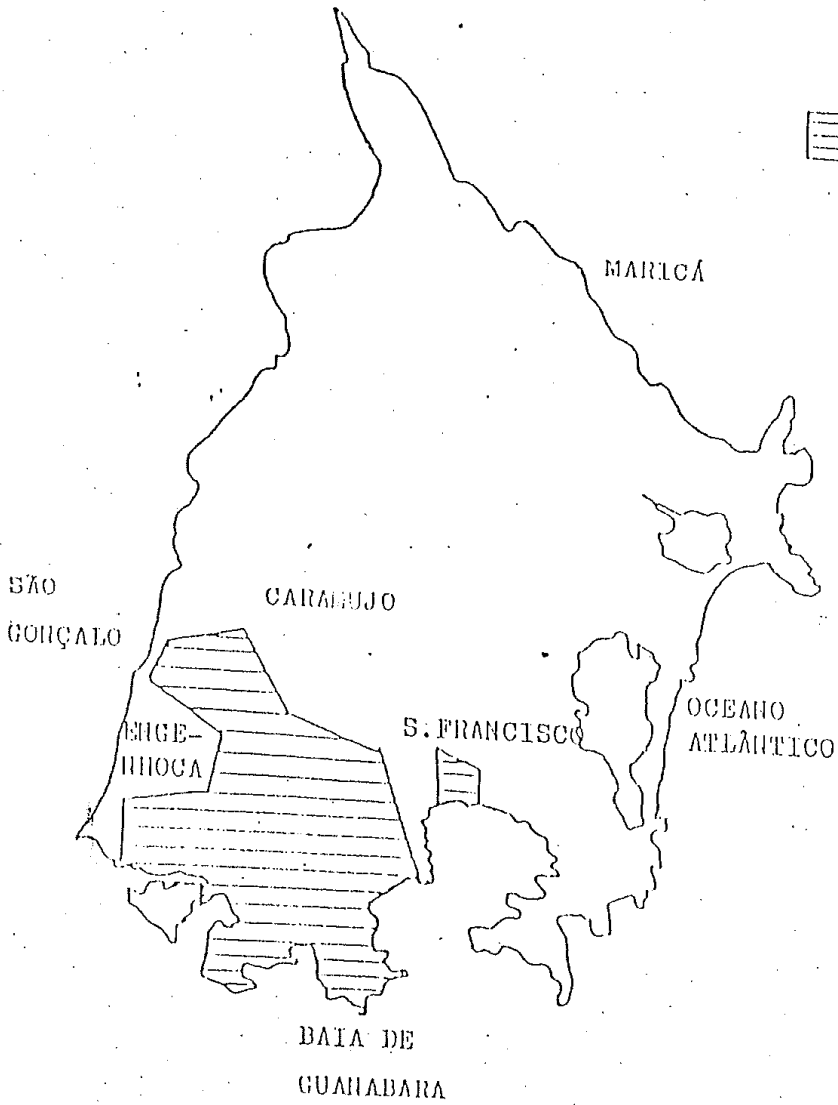 MARICÁ
SÃO
GONÇALO
CARAMUJO
ENGE-
NHOCA
S.FRANCISCO
OCEANO
ATLÂNTICO
BAIA DE
GUANABARA